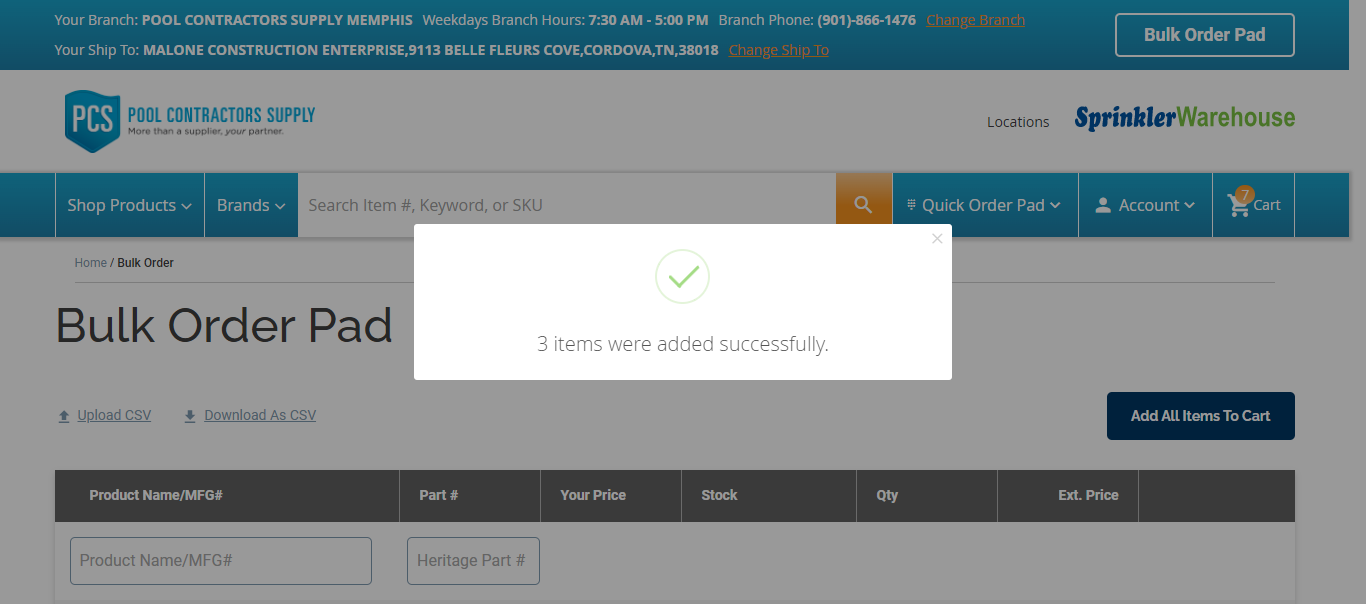 Your Branch: POOL CONTRACTORS SUPPLY MEMPHIS Weekdays Branch Hours: 7:30 AM - 5:00 PM Branch Phone: (901)-866-1476 Change Branch
Your Ship To: MALONE CONSTRUCTION ENTERPRISE,9113 BELLE FLEURS COVE,CORDOVA,TN,38018 Change Ship To
Bulk Order Pad
PCS POOL CONTRACTORS SUPPLY
More than a supplier, your partner.
Locations
SprinklerWarehouse
Shop Products
Brands
Search Item #, Keyword, or SKU
Quick Order Pad
Account
7
Cart
Home / Bulk Order
×
Bulk Order Pad
3 items were added successfully.
Upload CSV
Download As CSV
Add All Items To Cart
Product Name/MFG# Part # Your Price Stock Qty Ext. Price
Product Name/MFG# Heritage Part #